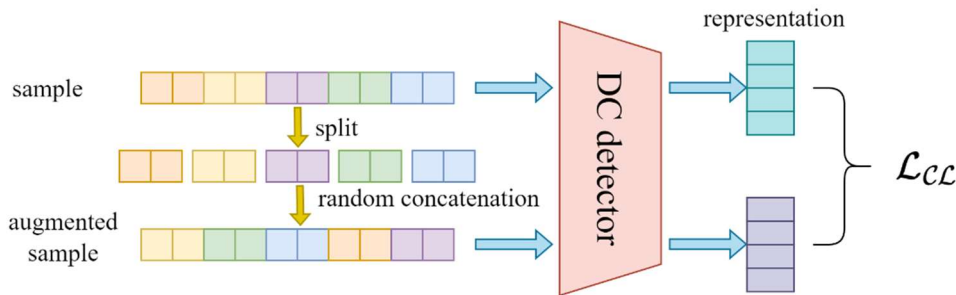 representation
sample
split
random concatenation
augmented
sample
DC detector
ℒ𝒞ℒ